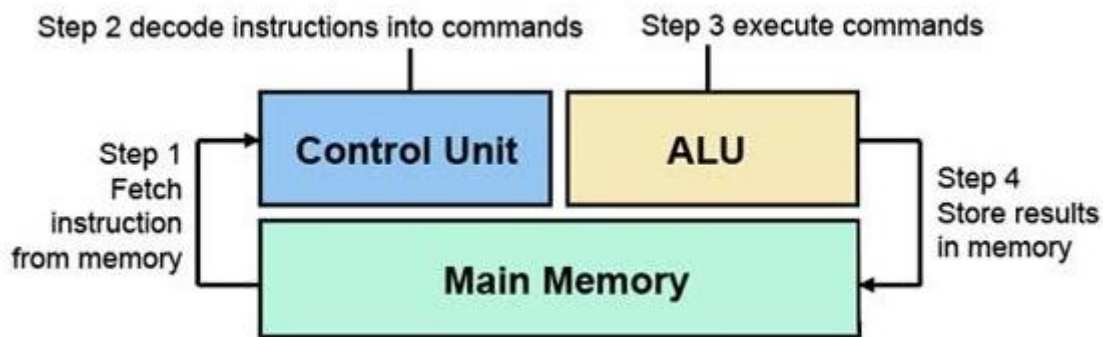 Step 2 decode instructions into commands
Step 3 execute commands
Control Unit
ALU
Step 1
Fetch
instruction
from memory
Step 4
Store results
in memory
Main Memory